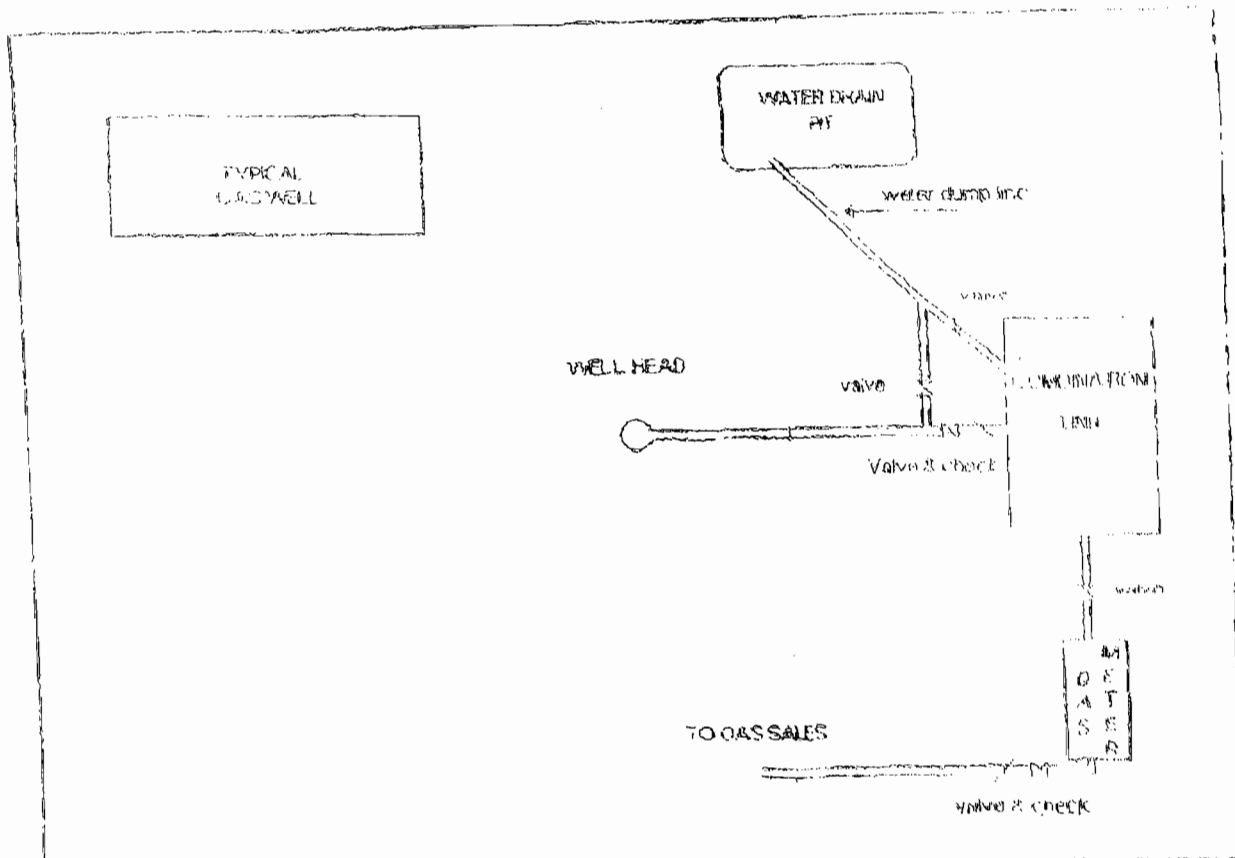 WATER DRAIN
PIT
TYPICAL
GAS WELL
water dump line
valve
WELL HEAD
valve
COMBINATION
UNIT
Valve & check
valve
GAS
METER
TO GAS SALES
valve & check